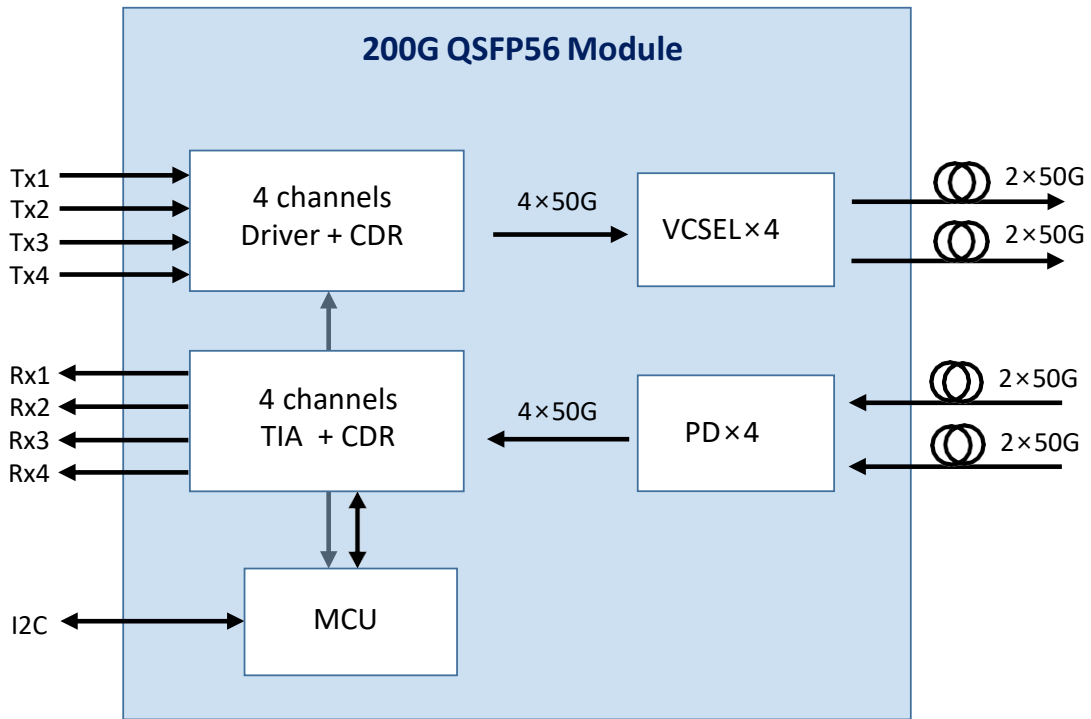 200G QSFP56 Module
Tx1
Tx2
Tx3
Tx4
4 channels
Driver + CDR
4×50G
VCSEL×4
2×50G
2×50G
Rx1
Rx2
Rx3
Rx4
4 channels
TIA + CDR
4×50G
PD×4
2×50G
2×50G
I2C
MCU